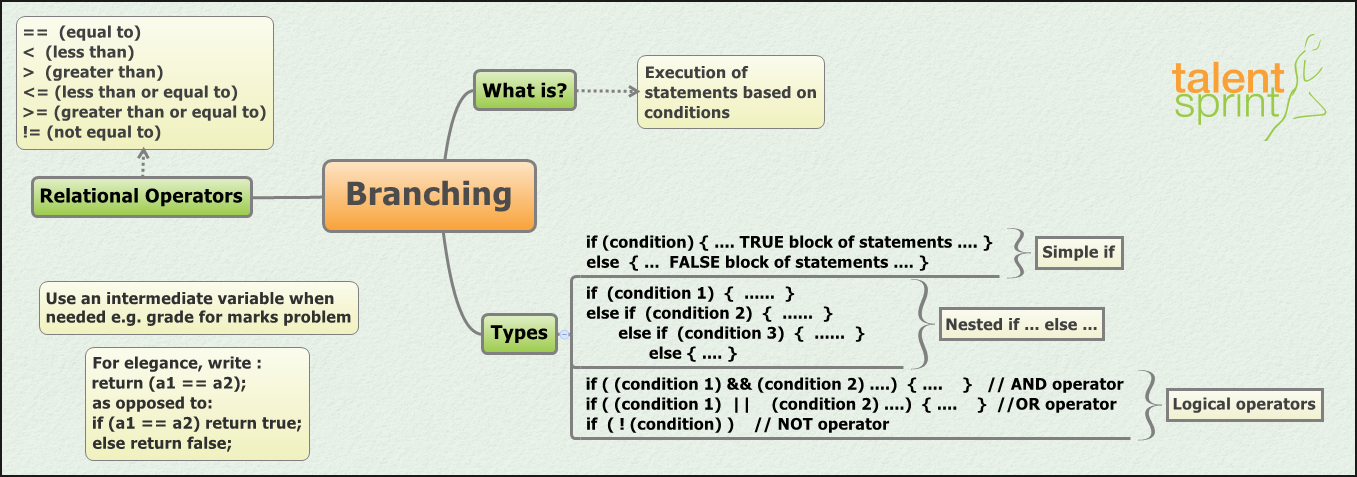 == (equal to)
< (less than)
> (greater than)
<= (less than or equal to)
>= (greater than or equal to)
!= (not equal to)
Relational Operators
What is?
Execution of
statements based on
conditions
talent
sprint
Branching
Types
if (condition) { .... TRUE block of statements .... }
else { ... FALSE block of statements .... }
Simple if
if (condition 1) { ...... }
else if (condition 2) { ...... }
else if (condition 3) { ...... }
else { .... }
Nested if ... else ...
if ( (condition 1) && (condition 2) ....) { .... } // AND operator
if ( (condition 1) || (condition 2) ....) { .... } //OR operator
if ( ! (condition) ) // NOT operator
Logical operators
Use an intermediate variable when
needed e.g. grade for marks problem
For elegance, write :
return (a1 == a2);
as opposed to:
if (a1 == a2) return true;
else return false;